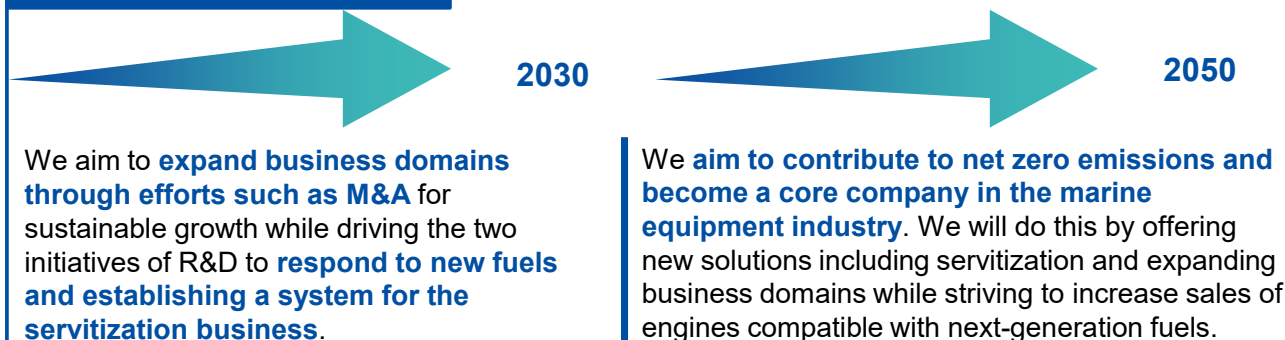 2030
We aim to expand business domains
through efforts such as M&A for
sustainable growth while driving the two
initiatives of R&D to respond to new fuels
and establishing a system for the
servitization business.
2050
We aim to contribute to net zero emissions and
become a core company in the marine
equipment industry. We will do this by offering
new solutions including servitization and expanding
business domains while striving to increase sales of
engines compatible with next-generation fuels.